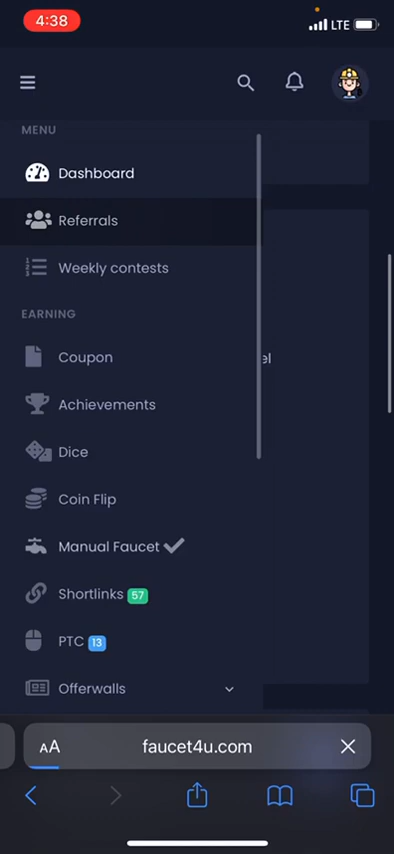 4:38
LTE
MENU
Dashboard
Referrals
Weekly contests
EARNING
Coupon
el
Achievements
Dice
Coin Flip
Manual Faucet
Shortlinks 57
PTC 13
Offerwalls
AA faucet4u.com